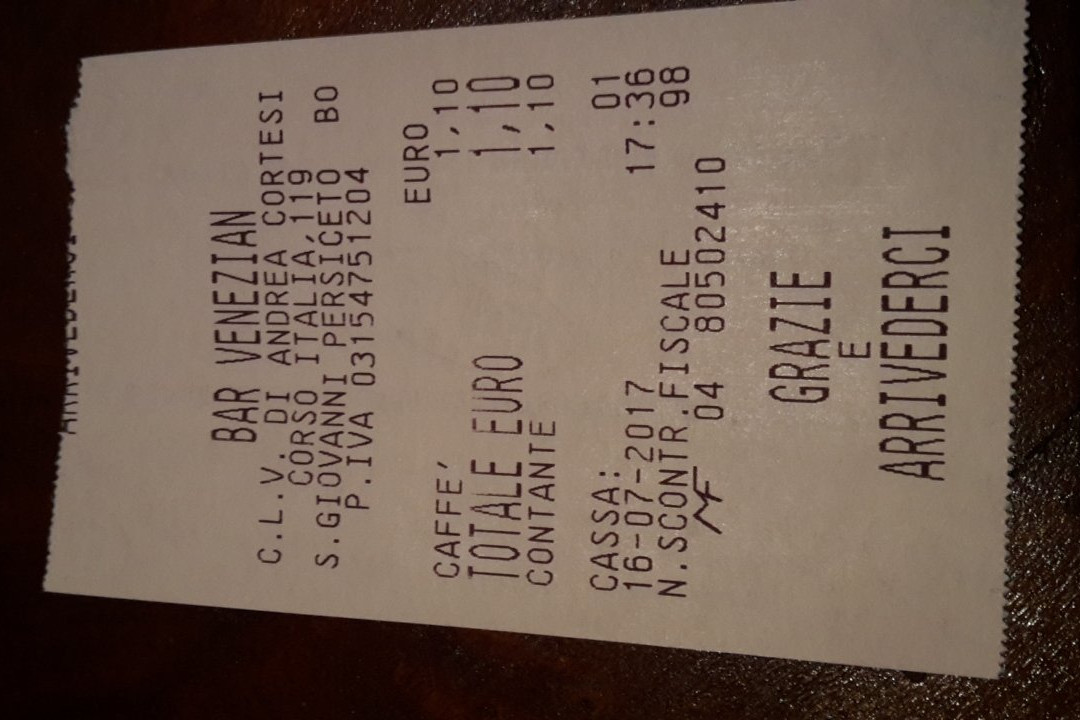 BAR VENEZIAN
C.L.V. DI ANDREA CORTESI
CORSO ITALIA,119
S.GIOVANNI PERSICETO BO
P.IVA 03154751204
EURO
CAFFE' 1,10
TOTALE EURO 1,10
CONTANTE 1,10
CASSA: 01
16-07-2017 17:36
N.SCONTR.FISCALE 98
MF 04 80502410
GRAZIE
E
ARRIVEDERCI